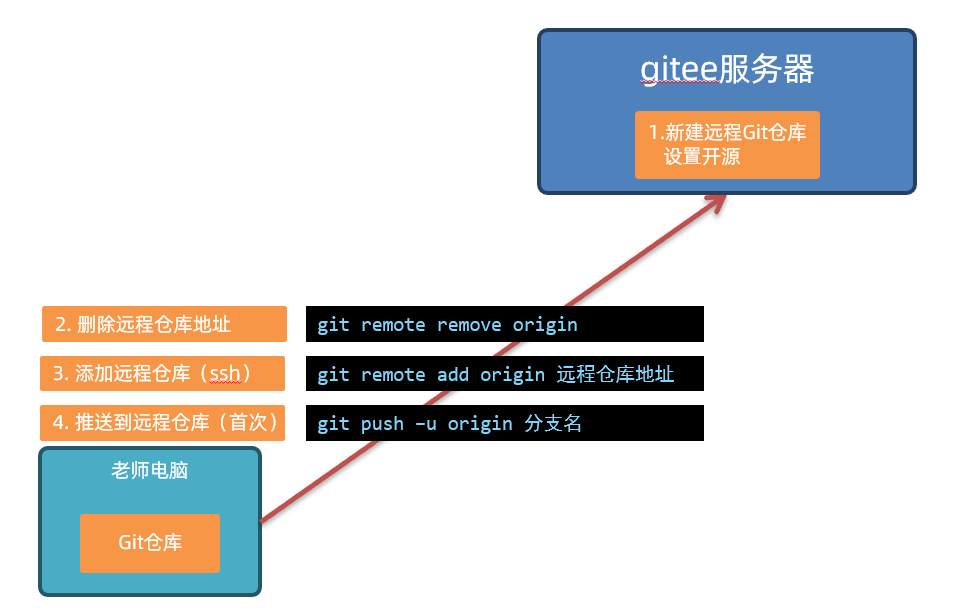 gitee服务器
1.新建远程Git仓库
设置开源
2. 删除远程仓库地址
git remote remove origin
3. 添加远程仓库（ssh）
git remote add origin 远程仓库地址
4. 推送到远程仓库（首次）
git push –u origin 分支名
老师电脑
Git仓库